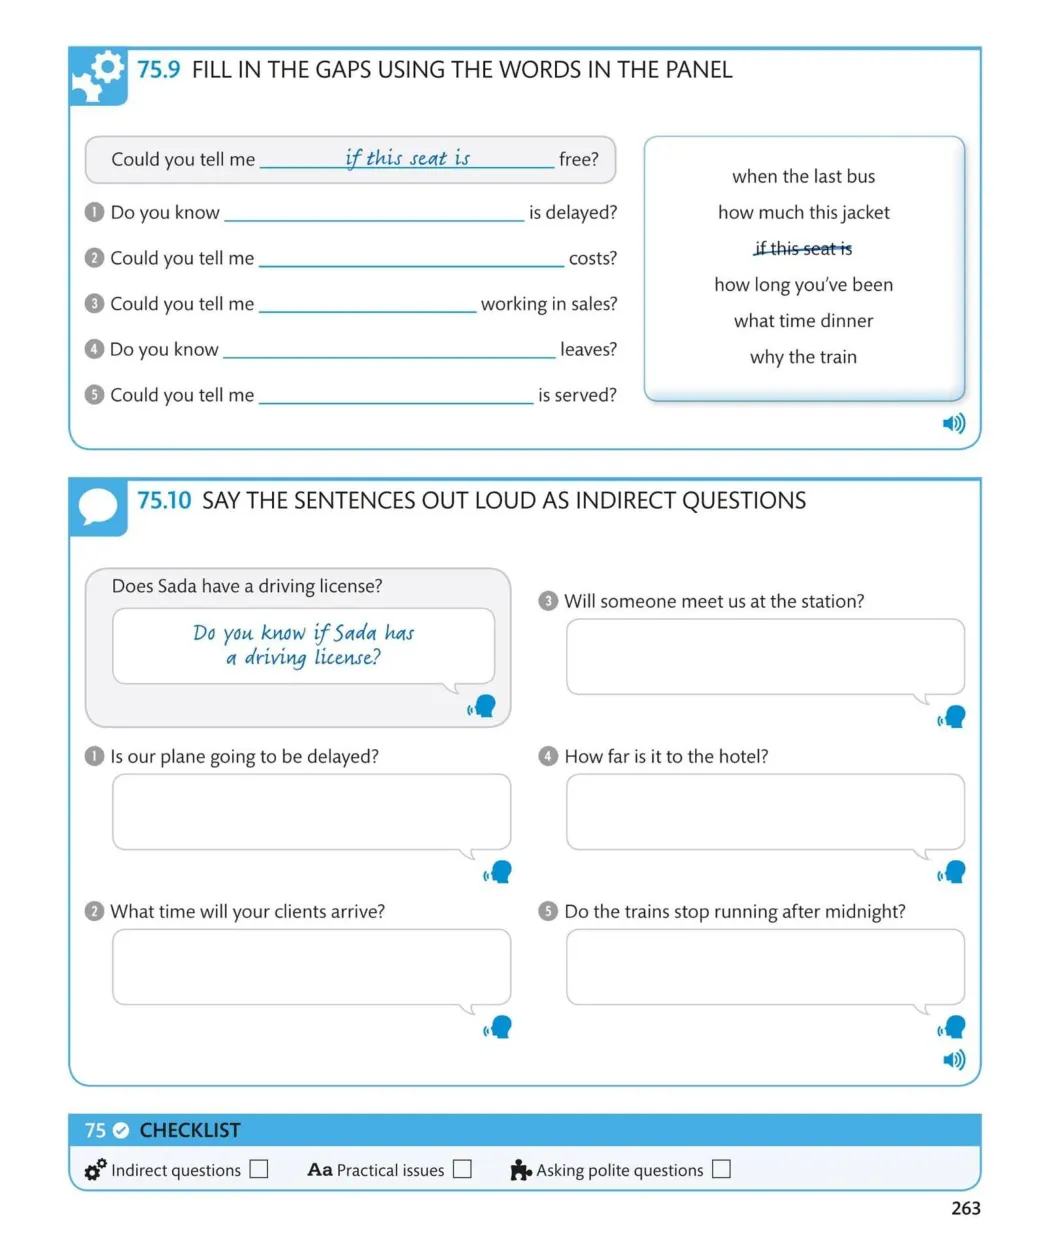 75.9 FILL IN THE GAPS USING THE WORDS IN THE PANEL
Could you tell me if this seat is free?
1 Do you know ____ is delayed?
2 Could you tell me ____ costs?
3 Could you tell me ____ working in sales?
4 Do you know ____ leaves?
5 Could you tell me ____ is served?
when the last bus
how much this jacket
if this seat is
how long you've been
what time dinner
why the train
75.10 SAY THE SENTENCES OUT LOUD AS INDIRECT QUESTIONS
Does Sada have a driving license?
Do you know if Sada has
a driving license?
1 Is our plane going to be delayed?
2 What time will your clients arrive?
3 Will someone meet us at the station?
4 How far is it to the hotel?
5 Do the trains stop running after midnight?
75 CHECKLIST
Indirect questions Aa Practical issues Asking polite questions
263